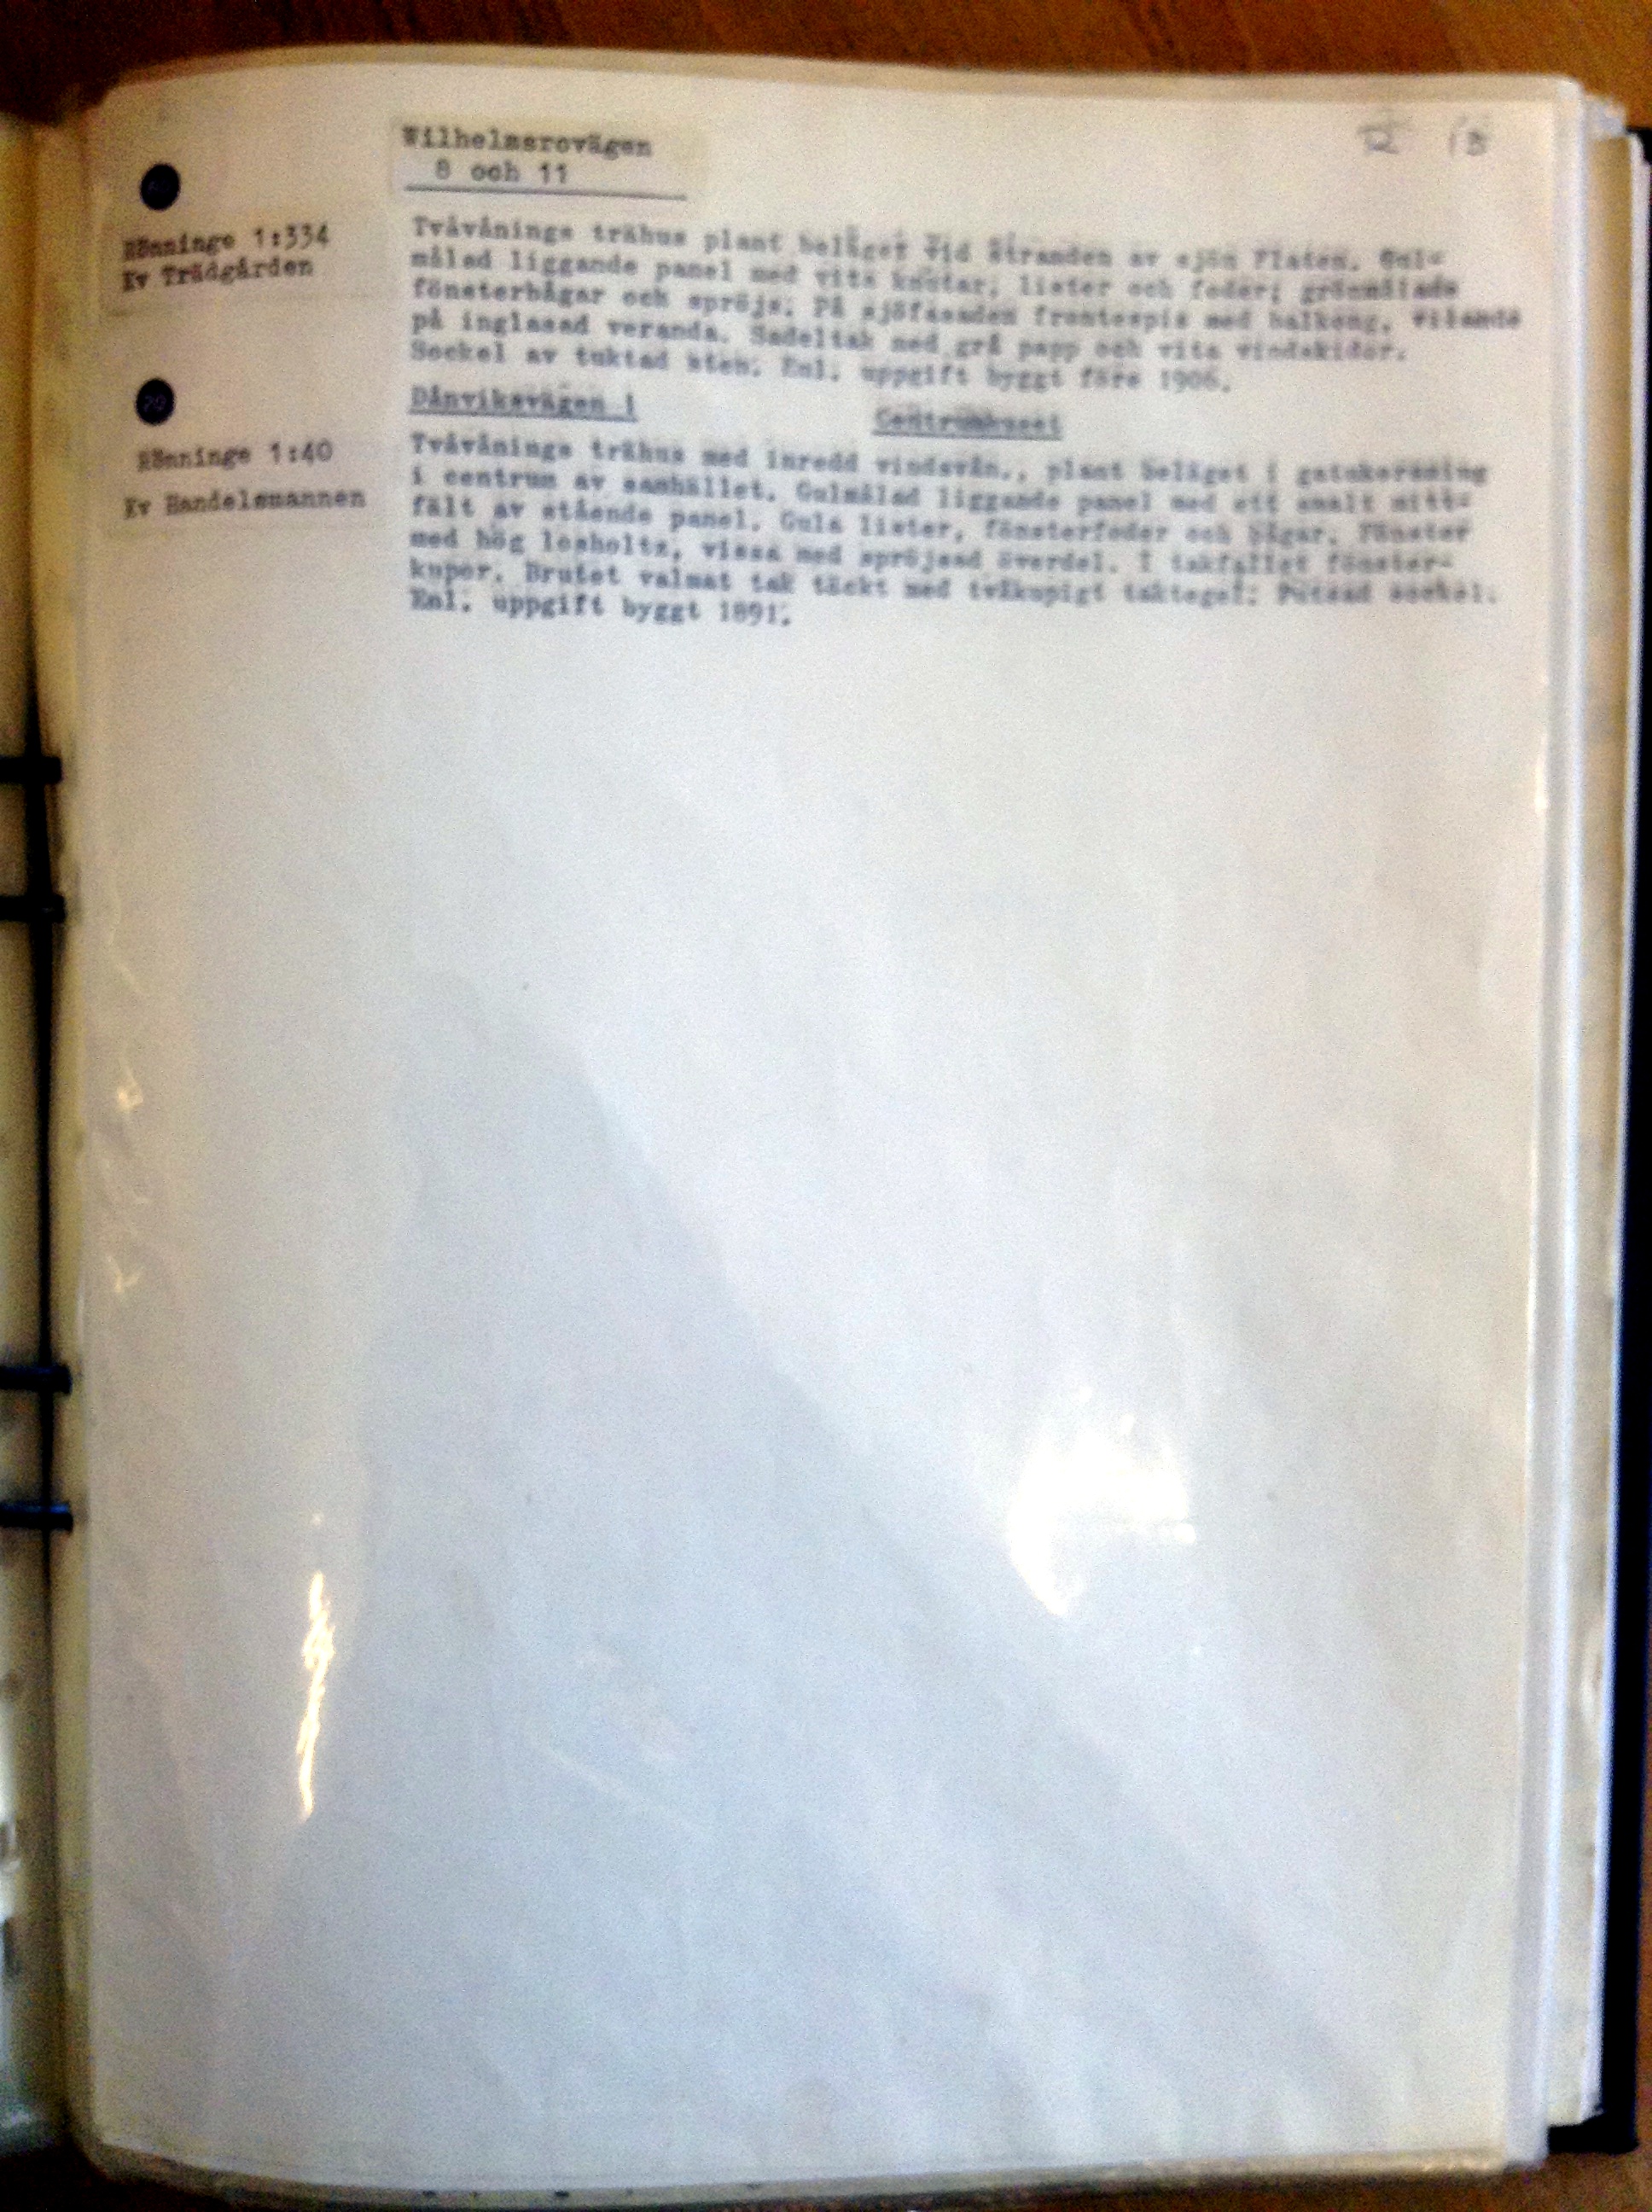 Wilhelmsrovägen
8 och 11
R 13
Rönninge 1:334
Kv Trädgården
Tvåvånings trähus plant beläget vid stranden av sjön Flaten. Gul-
målad liggande panel med vita knutar, lister och foder; grönmålade
fönsterbågar och spröjs. På sjöfasaden frontespis med balkong, vilande
på inglasad veranda. Sadeltak med grå papp och vita vindskidor.
Sockel av tuktad sten. Enl. uppgift byggt före 1906.
20
Dånviksvägen 1 Centrumhuset
Rönninge 1:40
Kv Handelsmannen
Tvåvånings trähus med inredd vindsvån., plant beläget i gatukorsning
i centrum av samhället. Gulmålad liggande panel med ett smalt mitt-
fält av stående panel. Gula lister, fönsterfoder och bågar. Fönster
med hög losholtz, vissa med spröjsad överdel. I takfallet fönster-
kupor. Brutet valmat tak täckt med tvåkupigt taktegel. Putsad sockel.
Enl. uppgift byggt 1891.